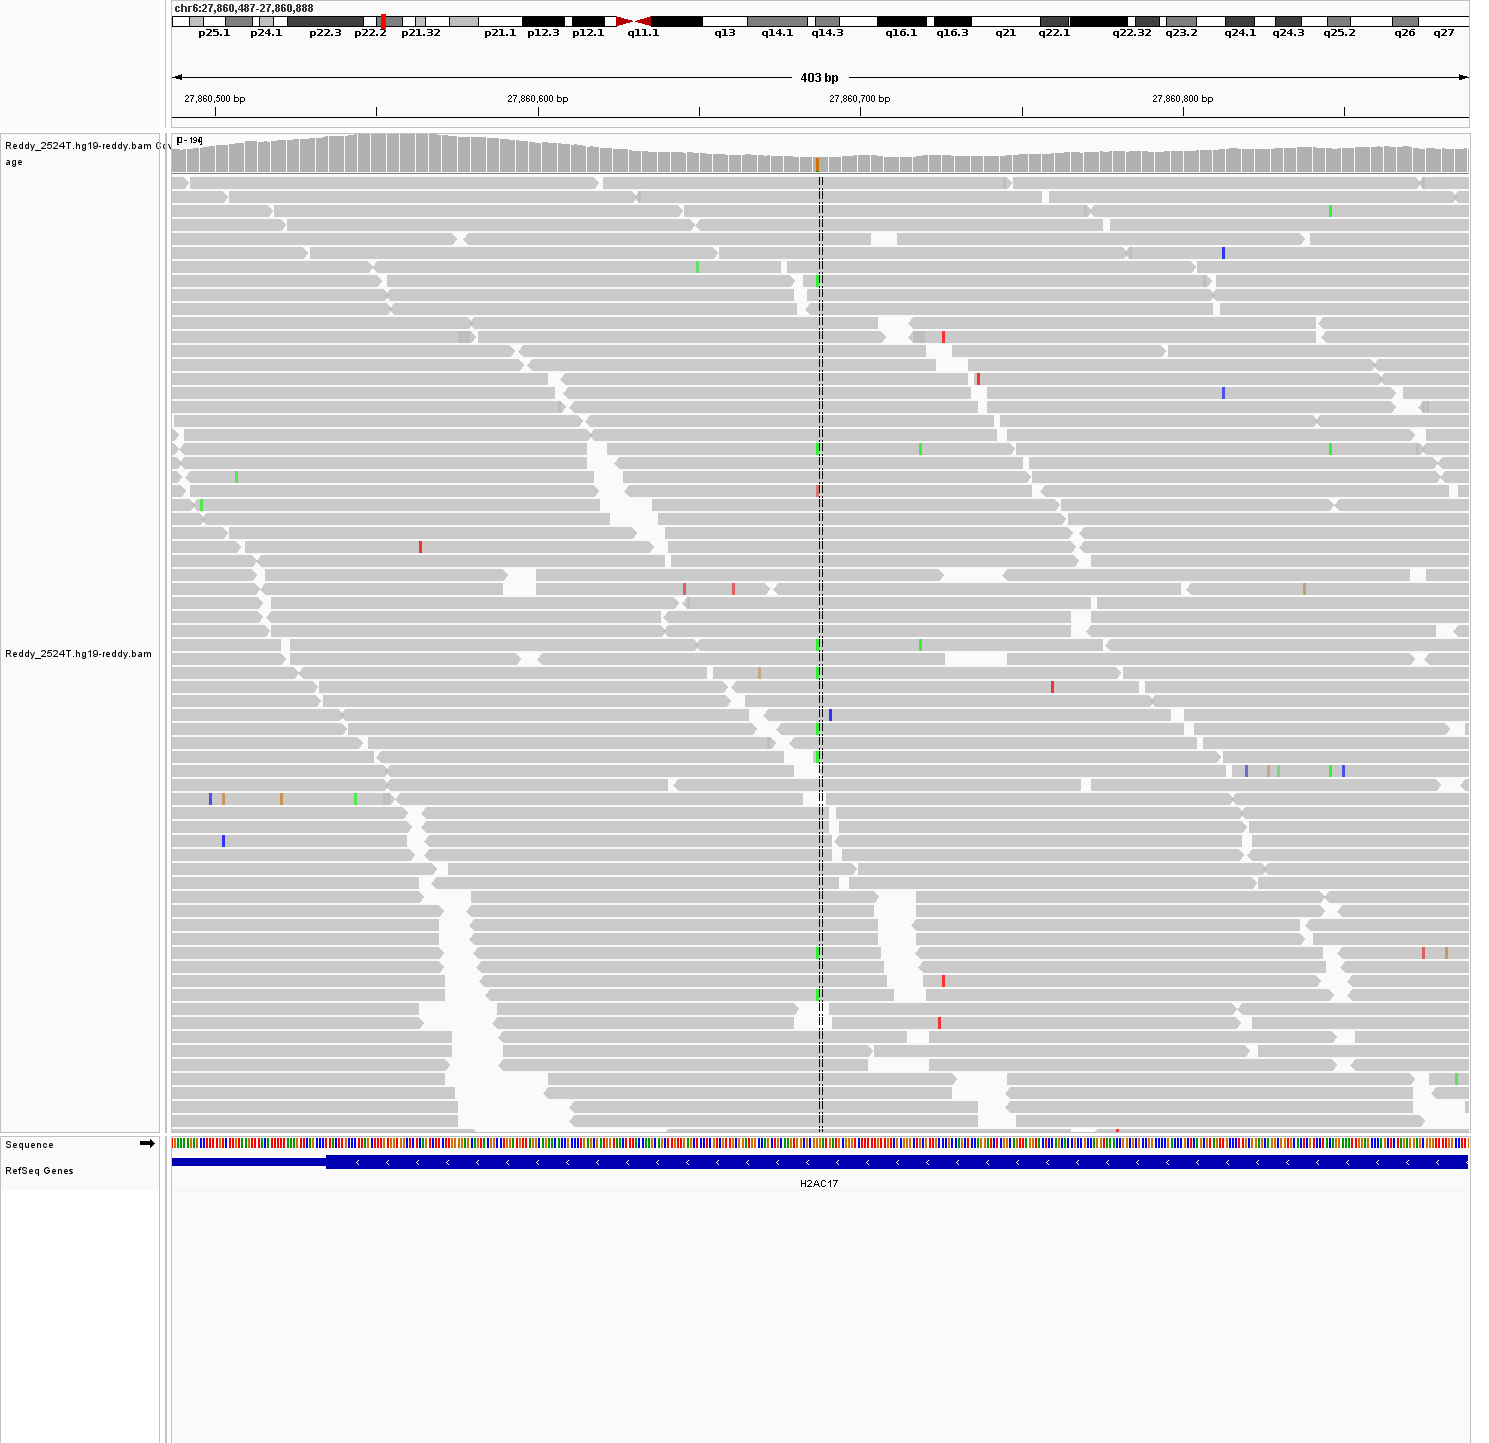 chr6:27,860,487-27,860,888
p25.1 p24.1 p22.3 p22.2 p21.32 p21.1 p12.3 p12.1 q11.1 q13 q14.1 q14.3 q16.1 q16.3 q21 q22.1 q22.32 q23.2 q24.1 q24.3 q25.2 q26 q27
403 bp
27,860,500 bp 27,860,600 bp 27,860,700 bp 27,860,800 bp
[0 - 194]
Reddy_2524T.hg19-reddy.bam Cov
age
Reddy_2524T.hg19-reddy.bam
Sequence
RefSeq Genes
H2AC17